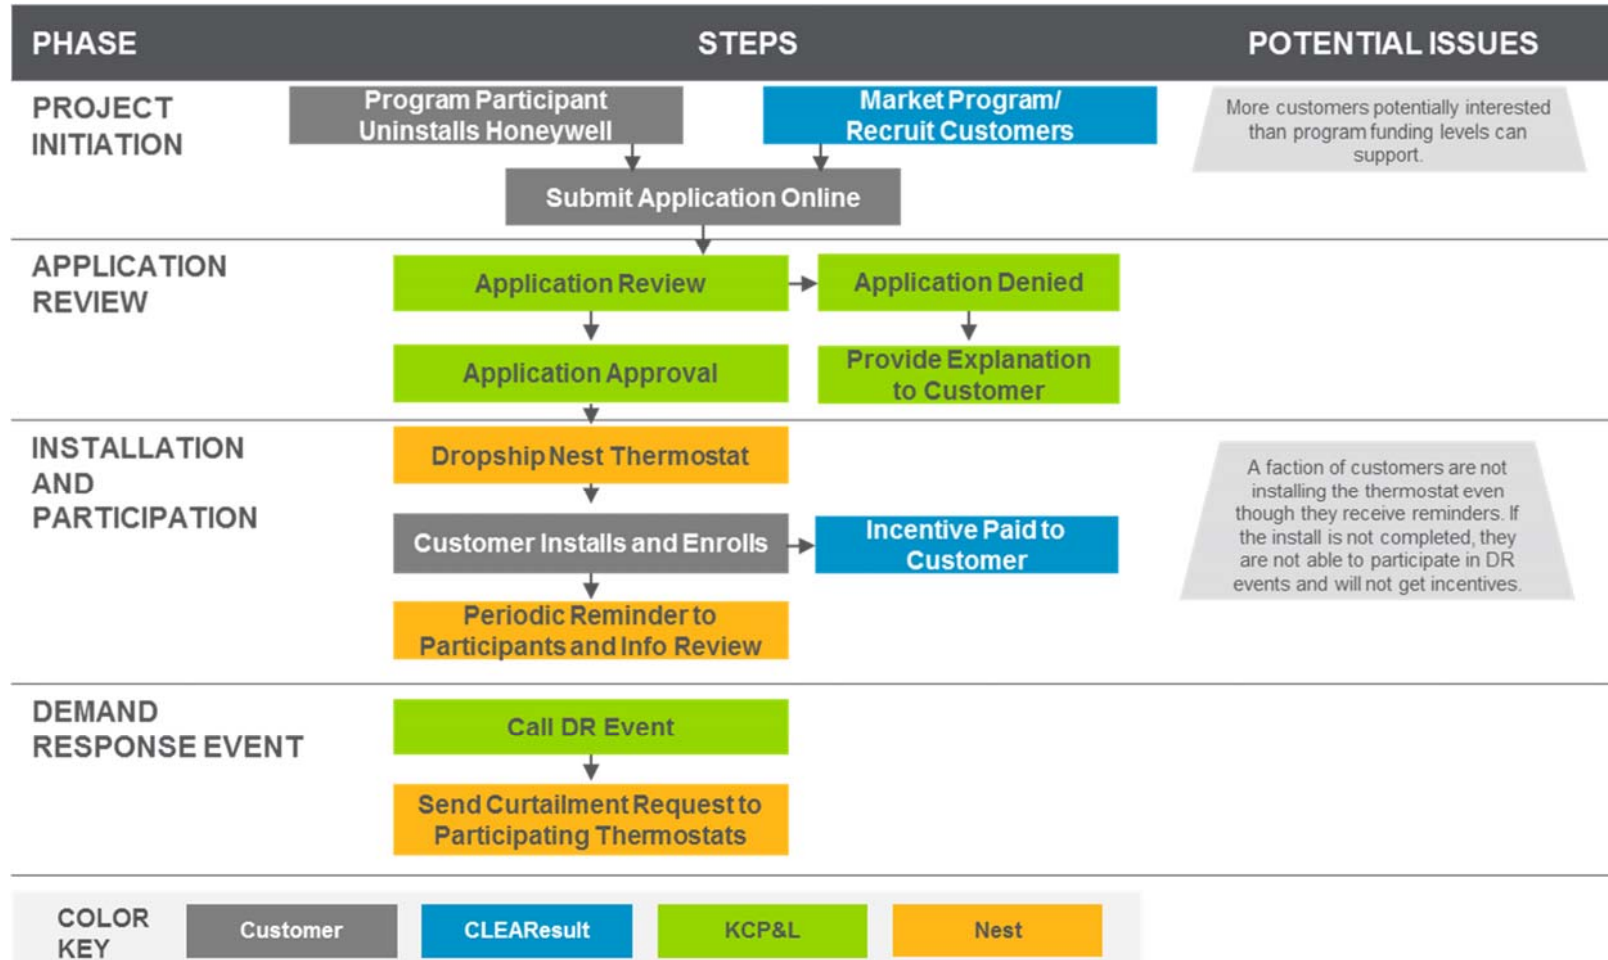 PHASE
STEPS
POTENTIAL ISSUES
PROJECT
INITIATION
Program Participant
Uninstalls Honeywell
Market Program/
Recruit Customers
Submit Application Online
More customers potentially interested
than program funding levels can
support.
APPLICATION
REVIEW
Application Review
Application Denied
Application Approval
Provide Explanation
to Customer
INSTALLATION
AND
PARTICIPATION
Dropship Nest Thermostat
Customer Installs and Enrolls
Incentive Paid to
Customer
Periodic Reminder to
Participants and Info Review
A faction of customers are not
installing the thermostat even
though they receive reminders. If
the install is not completed, they
are not able to participate in DR
events and will not get incentives.
DEMAND
RESPONSE EVENT
Call DR Event
Send Curtailment Request to
Participating Thermostats
COLOR
KEY
Customer
CLEAResult
KCP&L
Nest